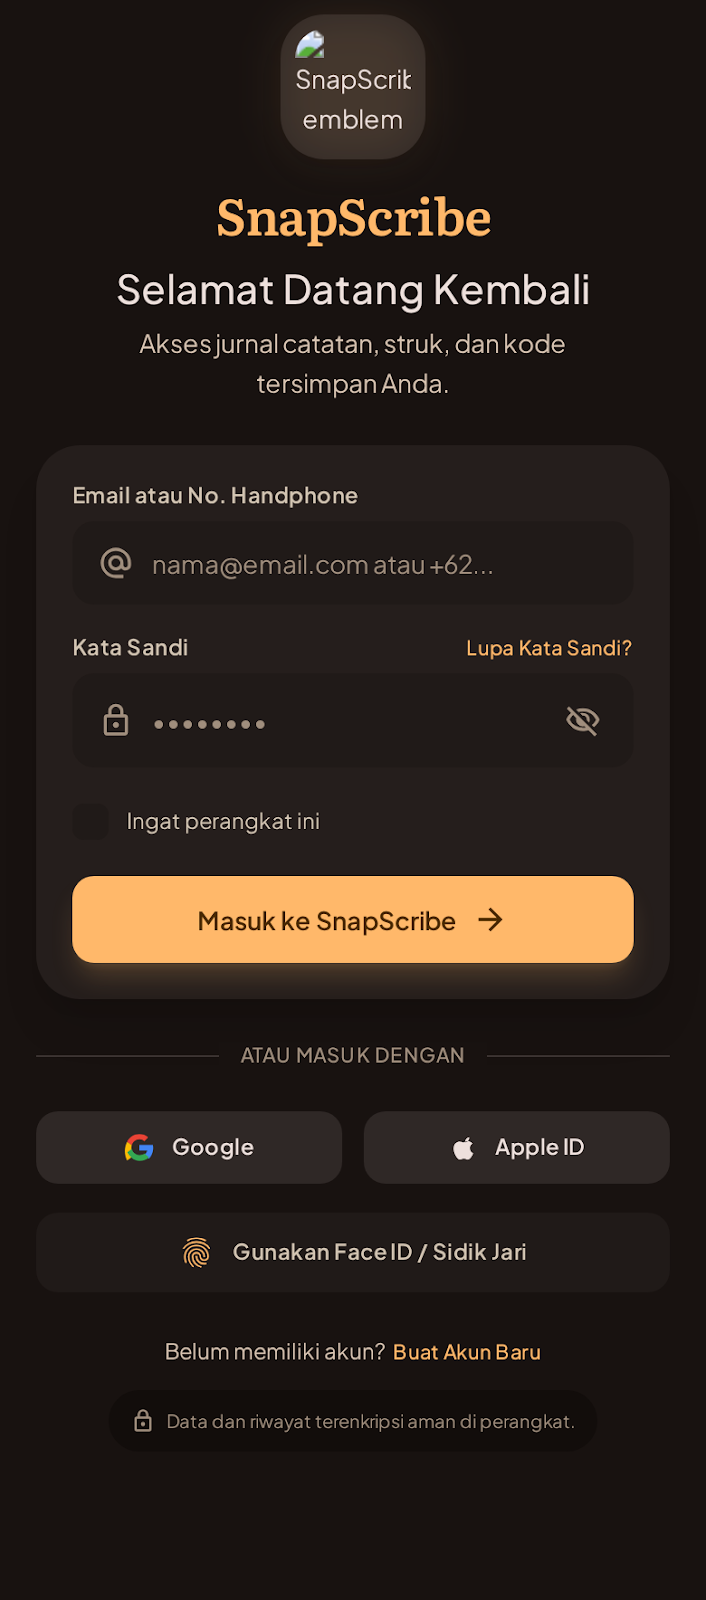 SnapScrib
emblem
SnapScribe
Selamat Datang Kembali
Akses jurnal catatan, struk, dan kode
tersimpan Anda.
Email atau No. Handphone
nama@email.com atau +62...
Kata Sandi
Lupa Kata Sandi?
Ingat perangkat ini
Masuk ke SnapScribe →
ATAU MASUK DENGAN
Google
Apple ID
Gunakan Face ID / Sidik Jari
Belum memiliki akun? Buat Akun Baru
Data dan riwayat terenkripsi aman di perangkat.